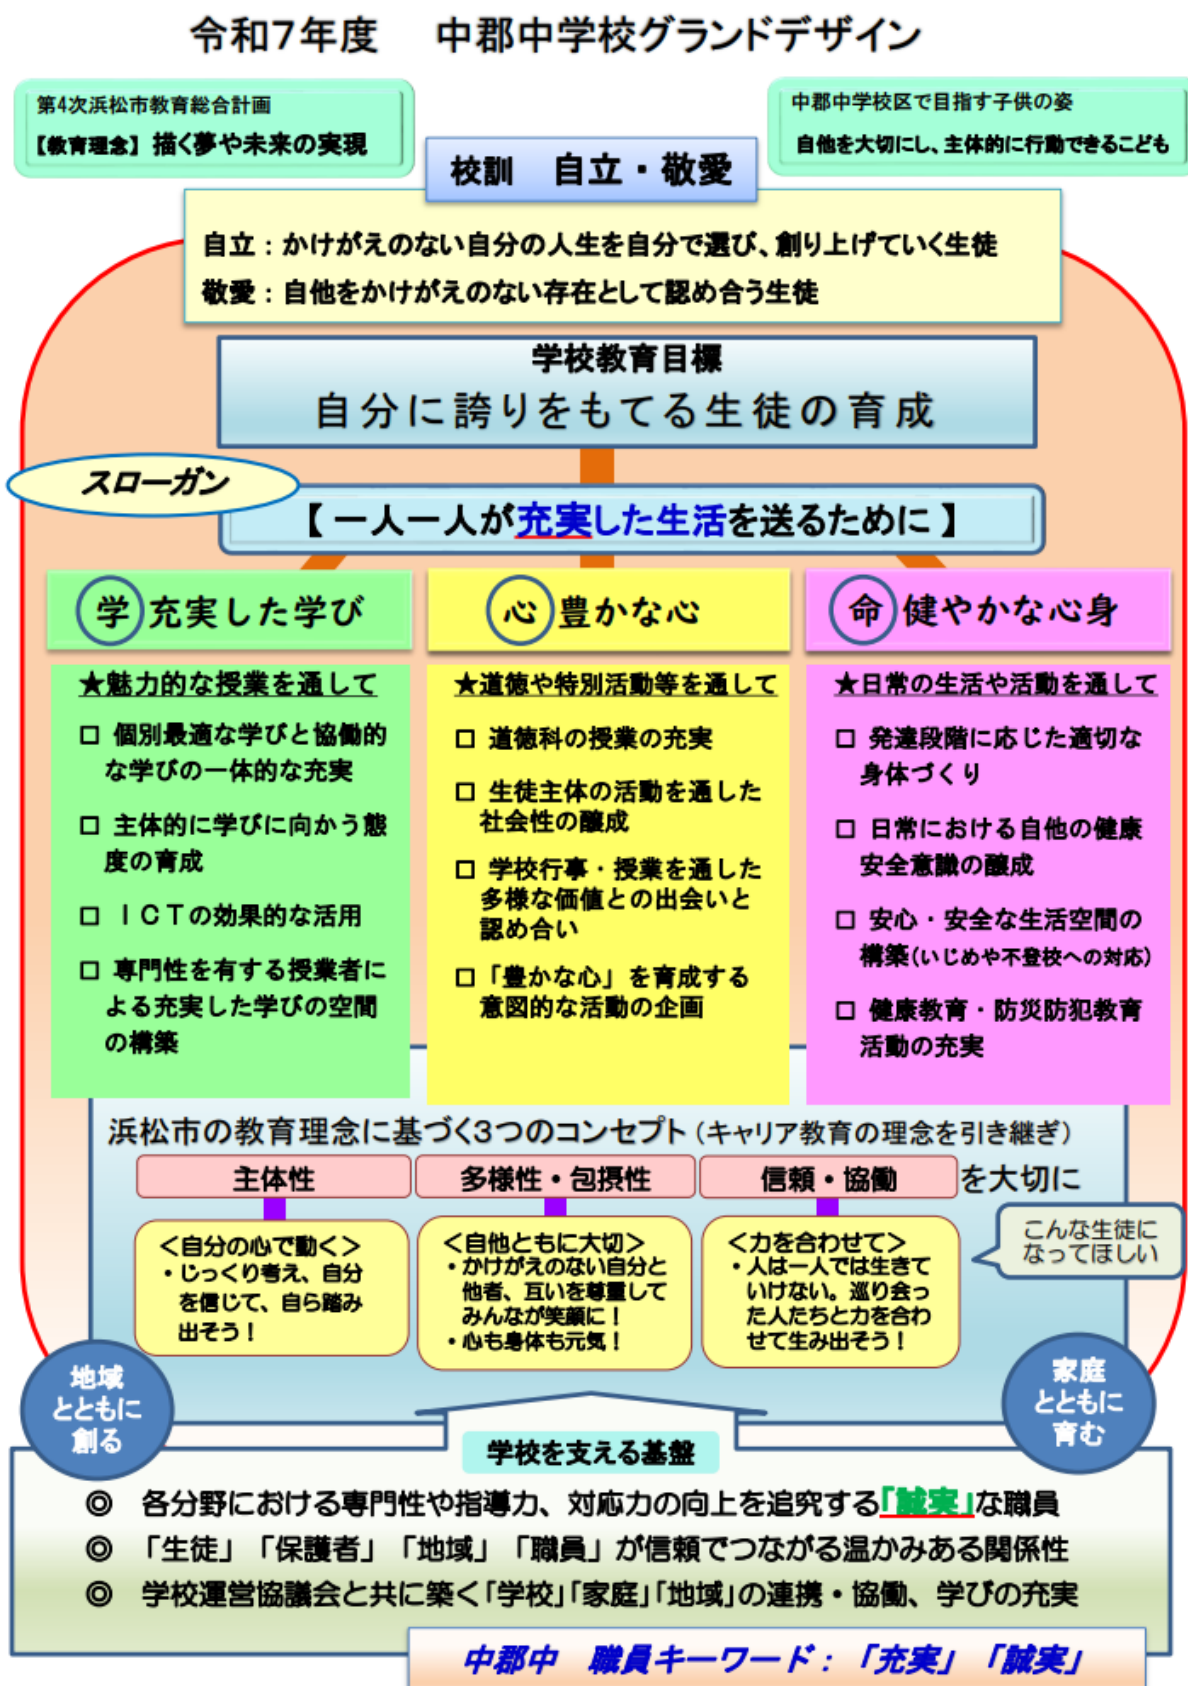 令和7年度　中郡中学校グランドデザイン
第4次浜松市教育総合計画
【教育理念】描く夢や未来の実現
中郡中学校区で目指す子供の姿
自他を大切にし、主体的に行動できるこども
校訓　自立・敬愛
自立：かけがえのない自分の人生を自分で選び、創り上げていく生徒
敬愛：自他をかけがえのない存在として認め合う生徒
学校教育目標
自分に誇りをもてる生徒の育成
スローガン
【一人一人が充実した生活を送るために】
学 充実した学び
★魅力的な授業を通して
□ 個別最適な学びと協働的
な学びの一体的な充実
□ 主体的に学びに向かう態
度の育成
□ ＩＣＴの効果的な活用
□ 専門性を有する授業者に
よる充実した学びの空間
の構築
心 豊かな心
★道徳や特別活動等を通して
□ 道徳科の授業の充実
□ 生徒主体の活動を通した
社会性の醸成
□ 学校行事・授業を通した
多様な価値との出会いと
認め合い
□「豊かな心」を育成する
意図的な活動の企画
命 健やかな心身
★日常の生活や活動を通して
□ 発達段階に応じた適切な
身体づくり
□ 日常における自他の健康
安全意識の醸成
□ 安心・安全な生活空間の
構築(いじめや不登校への対応)
□ 健康教育・防災防犯教育
活動の充実
浜松市の教育理念に基づく3つのコンセプト（キャリア教育の理念を引き継ぎ）
主体性　多様性・包摂性　信頼・協働　を大切に
＜自分の心で動く＞
・じっくり考え、自分
を信じて、自ら踏み
出そう！
＜自他ともに大切＞
・かけがえのない自分と
他者、互いを尊重して
みんなが笑顔に！
・心も身体も元気！
＜力を合わせて＞
・人は一人では生きて
いけない。巡り会っ
た人たちと力を合わ
せて生み出そう！
こんな生徒に
なってほしい
地域
とともに
創る
家庭
とともに
育む
学校を支える基盤
◎　各分野における専門性や指導力、対応力の向上を追究する「誠実」な職員
◎　「生徒」「保護者」「地域」「職員」が信頼でつながる温かみある関係性
◎　学校運営協議会と共に築く「学校」「家庭」「地域」の連携・協働、学びの充実
中郡中　職員キーワード：「充実」「誠実」